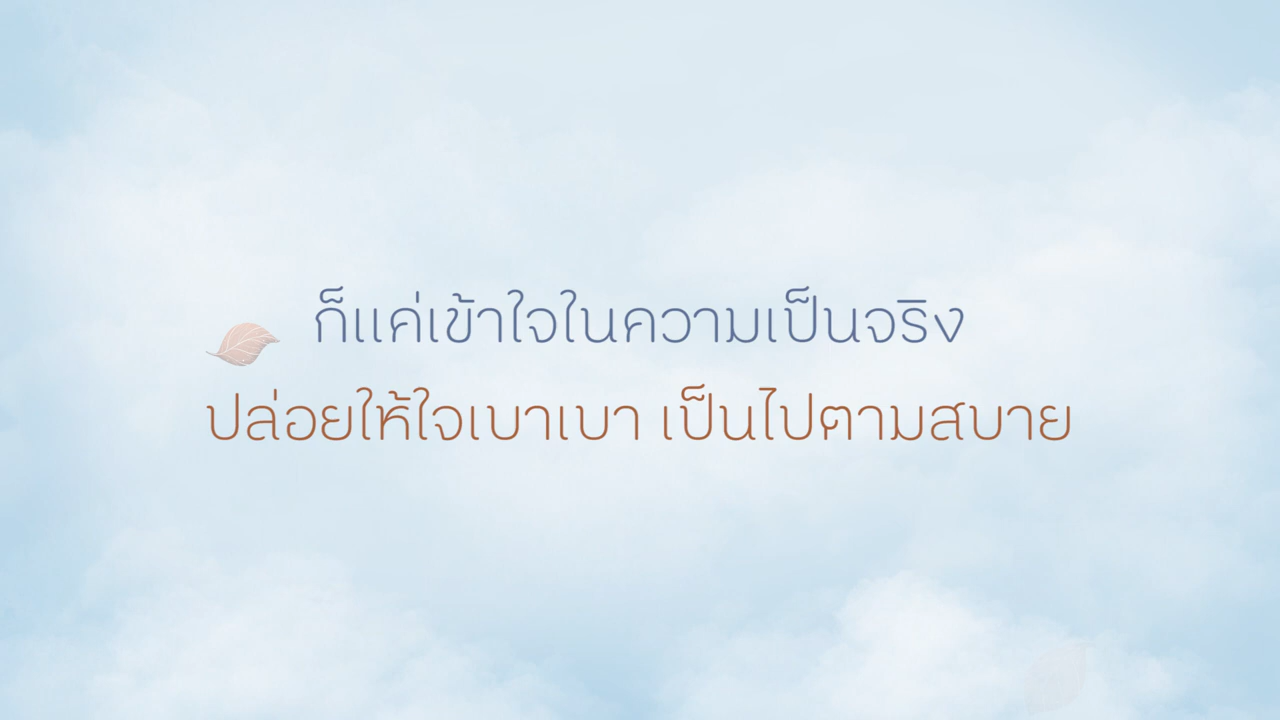 ก็แค่เข้าใจในความเป็นจริง
ปล่อยให้ใจเบาเบา เป็นไปตามสบาย